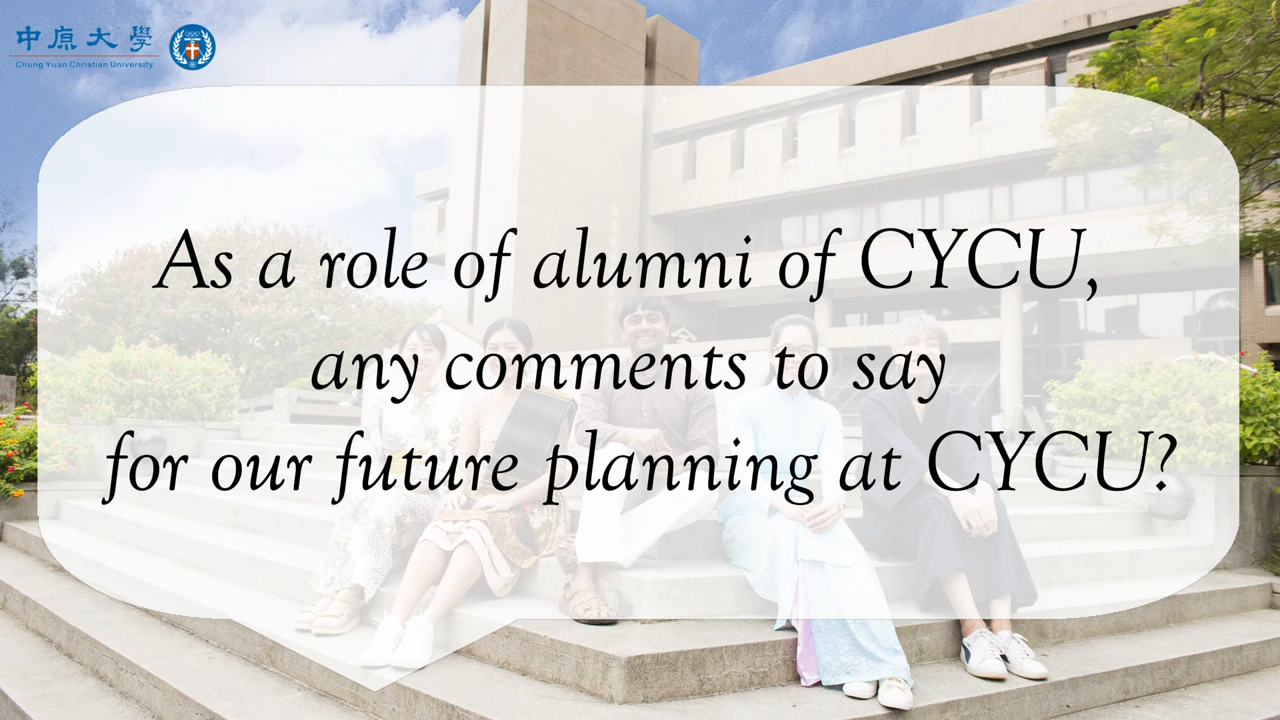 中原大學
Chung Yuan Christian University
As a role of alumni of CYCU,
any comments to say
for our future planning at CYCU?